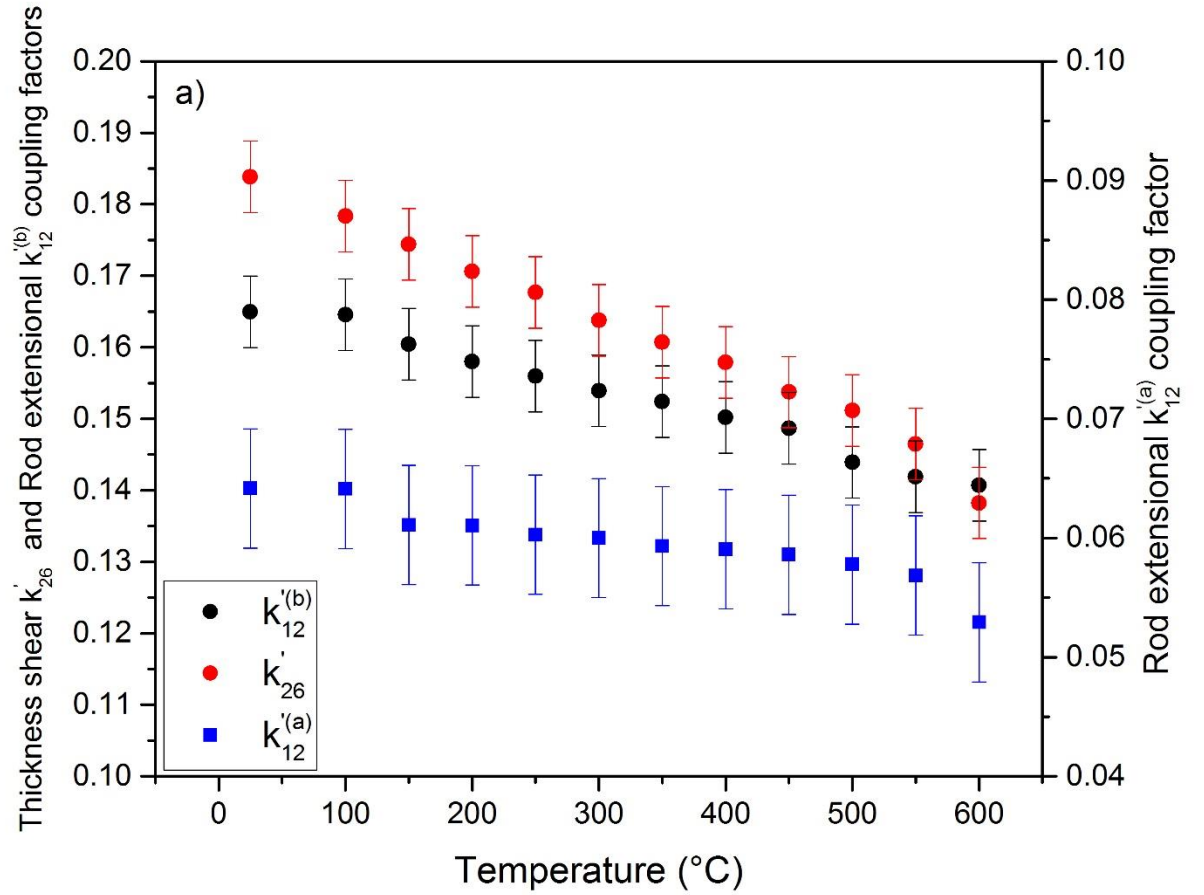 a)
Thickness shear k'26 and Rod extensional k'(b)12 coupling factors
0.20
0.19
0.18
0.17
0.16
0.15
0.14
0.13
0.12
0.11
0.10
k'(b)12
k'26
k'(a)12
0.10
0.09
0.08
0.07
0.06
0.05
0.04
Rod extensional k'(a)12 coupling factor
0 100 200 300 400 500 600
Temperature (°C)